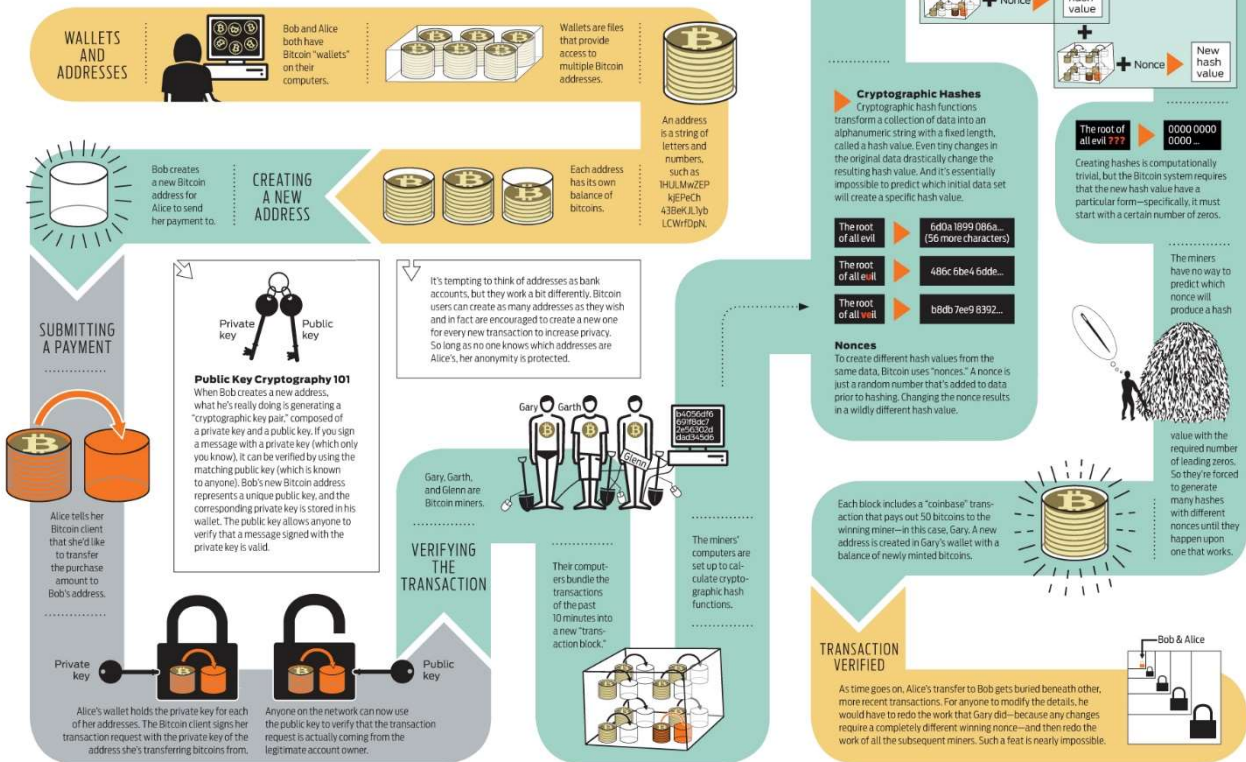 WALLETS
AND
ADDRESSES
Bob and Alice
both have
Bitcoin “wallets”
on their
computers.
Wallets are files
that provide
access to
multiple Bitcoin
addresses.
An address
is a string of
letters and
numbers,
such as
1HULMwZEP
kjEPeCh
43BeKJL1yb
LCWrfDpN.
Each address
has its own
balance of
bitcoins.
CREATING
A NEW
ADDRESS
Bob creates
a new Bitcoin
address for
Alice to send
her payment to.
SUBMITTING
A PAYMENT
Private
key
Public
key
Public Key Cryptography 101
When Bob creates a new address,
what he’s really doing is generating a
“cryptographic key pair,” composed of
a private key and a public key. If you sign
a message with a private key (which only
you know), it can be verified by using the
matching public key (which is known
to anyone). Bob’s new Bitcoin address
represents a unique public key, and the
corresponding private key is stored in his
wallet. The public key allows anyone to
verify that a message signed with the
private key is valid.
It’s tempting to think of addresses as bank
accounts, but they work a bit differently. Bitcoin
users can create as many addresses as they wish
and in fact are encouraged to create a new one
for every new transaction to increase privacy.
So long as no one knows which addresses are
Alice’s, her anonymity is protected.
Alice tells her
Bitcoin client
that she’d like
to transfer
the purchase
amount to
Bob’s address.
Private
key
Public
key
Alice’s wallet holds the private key for each
of her addresses. The Bitcoin client signs her
transaction request with the private key of the
address she’s transferring bitcoins from.
Anyone on the network can now use
the public key to verify that the transaction
request is actually coming from the
legitimate account owner.
VERIFYING
THE
TRANSACTION
Gary, Garth,
and Glenn are
Bitcoin miners.
Gary
Garth
Glenn
b4056df6
691f8dc7
2e56302d
dad345d6
Their comput-
ers bundle the
transactions
of the past
10 minutes into
a new “trans-
action block.”
The miners’
computers are
set up to cal-
culate crypto-
graphic hash
functions.
Cryptographic Hashes
Cryptographic hash functions
transform a collection of data into an
alphanumeric string with a fixed length,
called a hash value. Even tiny changes in
the original data drastically change the
resulting hash value. And it’s essentially
impossible to predict which initial data set
will create a specific hash value.
The root
of all evil
6d0a 1899 086a...
(56 more characters)
The root
of all euil
486c 6be4 6dde...
The root
of all veil
b8db 7ee9 8392...
Nonces
To create different hash values from the
same data, Bitcoin uses “nonces.” A nonce is
just a random number that’s added to data
prior to hashing. Changing the nonce results
in a wildly different hash value.
+ Nonce
value
+
+ Nonce
New
hash
value
The root of
all evil ???
0000 0000
0000 ...
Creating hashes is computationally
trivial, but the Bitcoin system requires
that the new hash value have a
particular form—specifically, it must
start with a certain number of zeros.
The miners
have no way to
predict which
nonce will
produce a hash
value with the
required number
of leading zeros.
So they’re forced
to generate
many hashes
with different
nonces until they
happen upon
one that works.
Each block includes a “coinbase” trans-
action that pays out 50 bitcoins to the
winning miner—in this case, Gary. A new
address is created in Gary’s wallet with a
balance of newly minted bitcoins.
TRANSACTION
VERIFIED
As time goes on, Alice’s transfer to Bob gets buried beneath other,
more recent transactions. For anyone to modify the details, he
would have to redo the work that Gary did—because any changes
require a completely different winning nonce—and then redo the
work of all the subsequent miners. Such a feat is nearly impossible.
Bob & Alice